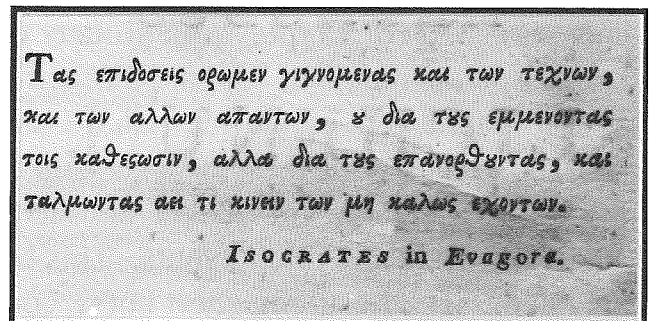 Τας επιδοσεις ορωμεν γιγνομενας και των τεχνων,
και των αλλων απαντων, ȣ δια τȣς εμμενοντας
τοις καθεϛωσιν, αλλα δια τȣς επανορθȣντας, και
ταλμωντας αει τι κινειν των μη καλως εχοντων.
ISOCRATES in Evagora.